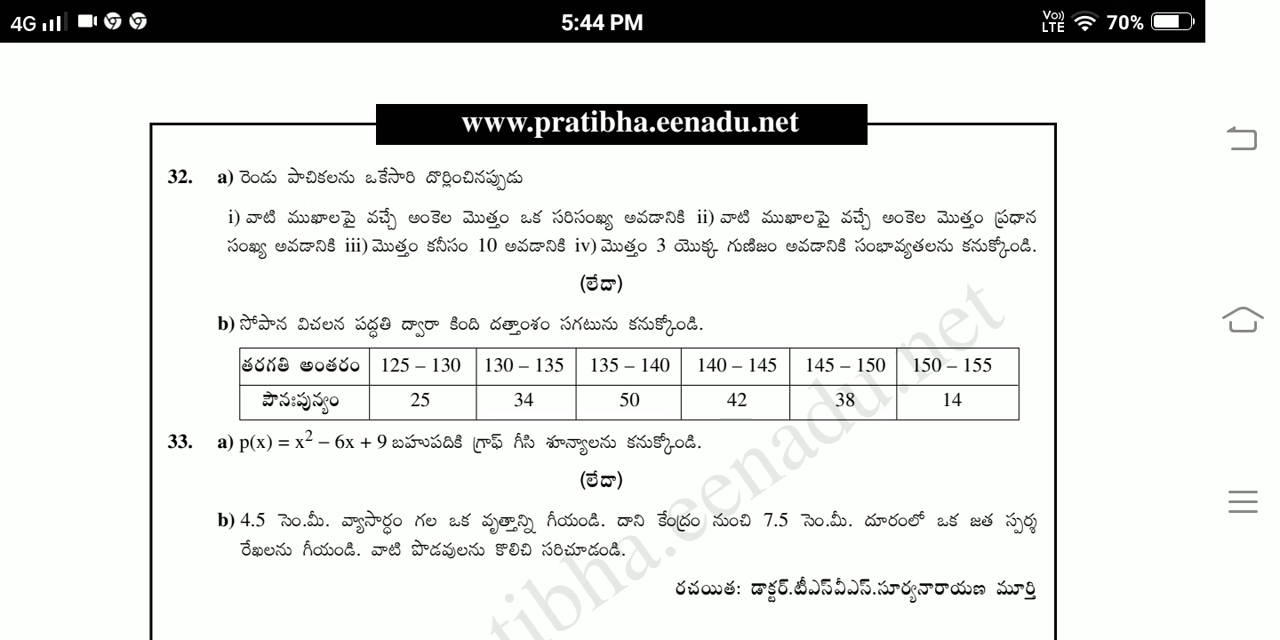 4G 5:44 PM Vo) LTE 70%
www.pratibha.eenadu.net
32. a) రెండు పాచికలను ఒకేసారి దొర్లించినప్పుడు
i) వాటి ముఖాలపై వచ్చే అంకెల మొత్తం ఒక సరిసంఖ్య అవడానికి ii) వాటి ముఖాలపై వచ్చే అంకెల మొత్తం ప్రధాన
సంఖ్య అవడానికి iii) మొత్తం కనీసం 10 అవడానికి iv) మొత్తం 3 యొక్క గుణిజం అవడానికి సంభావ్యతలను కనుక్కోండి.
(లేదా)
b) సోపాన విచలన పద్ధతి ద్వారా కింది దత్తాంశం సగటును కనుక్కోండి.
తరగతి అంతరం 125 – 130 130 – 135 135 – 140 140 – 145 145 – 150 150 – 155
పౌనఃపున్యం 25 34 50 42 38 14
33. a) p(x) = x² – 6x + 9 బహుపదికి గ్రాఫ్ గీసి శూన్యాలను కనుక్కోండి.
(లేదా)
b) 4.5 సెం.మీ. వ్యాసార్ధం గల ఒక వృత్తాన్ని గీయండి. దాని కేంద్రం నుంచి 7.5 సెం.మీ. దూరంలో ఒక జత స్పర్శ
రేఖలను గీయండి. వాటి పొడవులను కొలిచి సరిచూడండి.
రచయిత: డాక్టర్.టీఎస్‌వీఎస్.సూర్యనారాయణ మూర్తి
tibha.eenadu.net